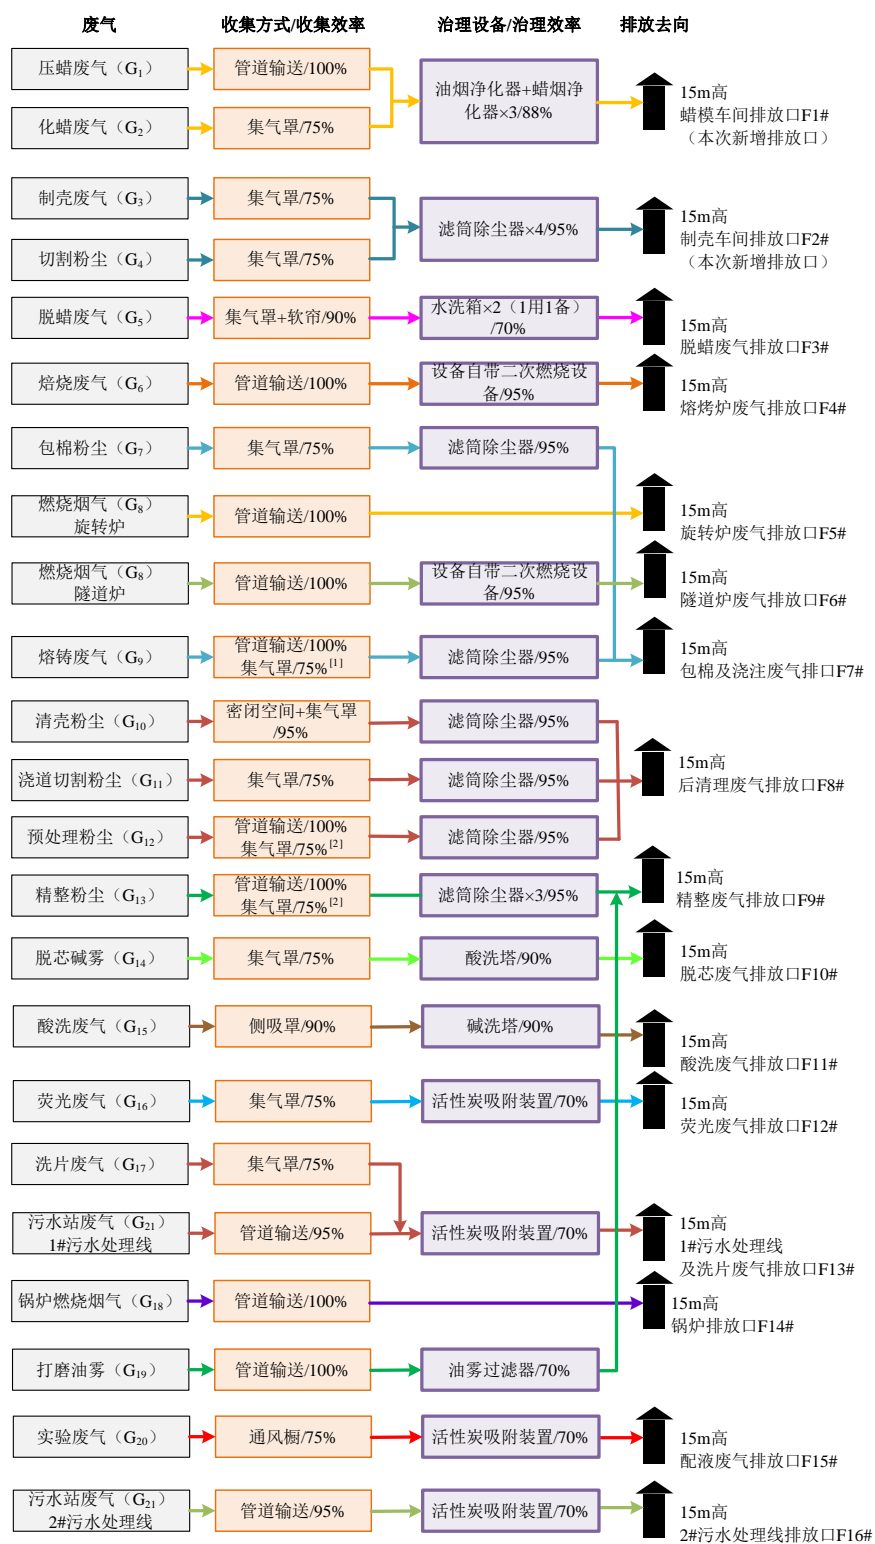 废气 收集方式/收集效率 治理设备/治理效率 排放去向
压蜡废气（G₁）
管道输送/100%
化蜡废气（G₂）
集气罩/75%
油烟净化器+蜡烟净
化器×3/88%
15m高
蜡模车间排放口F1#
（本次新增排放口）
制壳废气（G₃）
集气罩/75%
切割粉尘（G₄）
集气罩/75%
滤筒除尘器×4/95%
15m高
制壳车间排放口F2#
（本次新增排放口）
脱蜡废气（G₅）
集气罩+软帘/90%
水洗箱×2（1用1备）
/70%
15m高
脱蜡废气排放口F3#
焙烧废气（G₆）
管道输送/100%
设备自带二次燃烧设
备/95%
15m高
熔烤炉废气排放口F4#
包棉粉尘（G₇）
集气罩/75%
滤筒除尘器/95%
燃烧烟气（G₈）
旋转炉
管道输送/100%
15m高
旋转炉废气排放口F5#
燃烧烟气（G₈）
隧道炉
管道输送/100%
设备自带二次燃烧设
备/95%
15m高
隧道炉废气排放口F6#
熔铸废气（G₉）
管道输送/100%
集气罩/75%[1]
滤筒除尘器/95%
15m高
包棉及浇注废气排口F7#
清壳粉尘（G₁₀）
密闭空间+集气罩
/95%
滤筒除尘器/95%
浇道切割粉尘（G₁₁）
集气罩/75%
滤筒除尘器/95%
15m高
后清理废气排放口F8#
预处理粉尘（G₁₂）
管道输送/100%
集气罩/75%[2]
滤筒除尘器/95%
精整粉尘（G₁₃）
管道输送/100%
集气罩/75%[2]
滤筒除尘器×3/95%
15m高
精整废气排放口F9#
脱芯碱雾（G₁₄）
集气罩/75%
酸洗塔/90%
15m高
脱芯废气排放口F10#
酸洗废气（G₁₅）
侧吸罩/90%
碱洗塔/90%
15m高
酸洗废气排放口F11#
荧光废气（G₁₆）
集气罩/75%
活性炭吸附装置/70%
15m高
荧光废气排放口F12#
洗片废气（G₁₇）
集气罩/75%
污水站废气（G₂₁）
1#污水处理线
管道输送/95%
活性炭吸附装置/70%
15m高
1#污水处理线
及洗片废气排放口F13#
锅炉燃烧烟气（G₁₈）
管道输送/100%
15m高
锅炉排放口F14#
打磨油雾（G₁₉）
管道输送/100%
油雾过滤器/70%
实验废气（G₂₀）
通风橱/75%
活性炭吸附装置/70%
15m高
配液废气排放口F15#
污水站废气（G₂₁）
2#污水处理线
管道输送/95%
活性炭吸附装置/70%
15m高
2#污水处理线排放口F16#